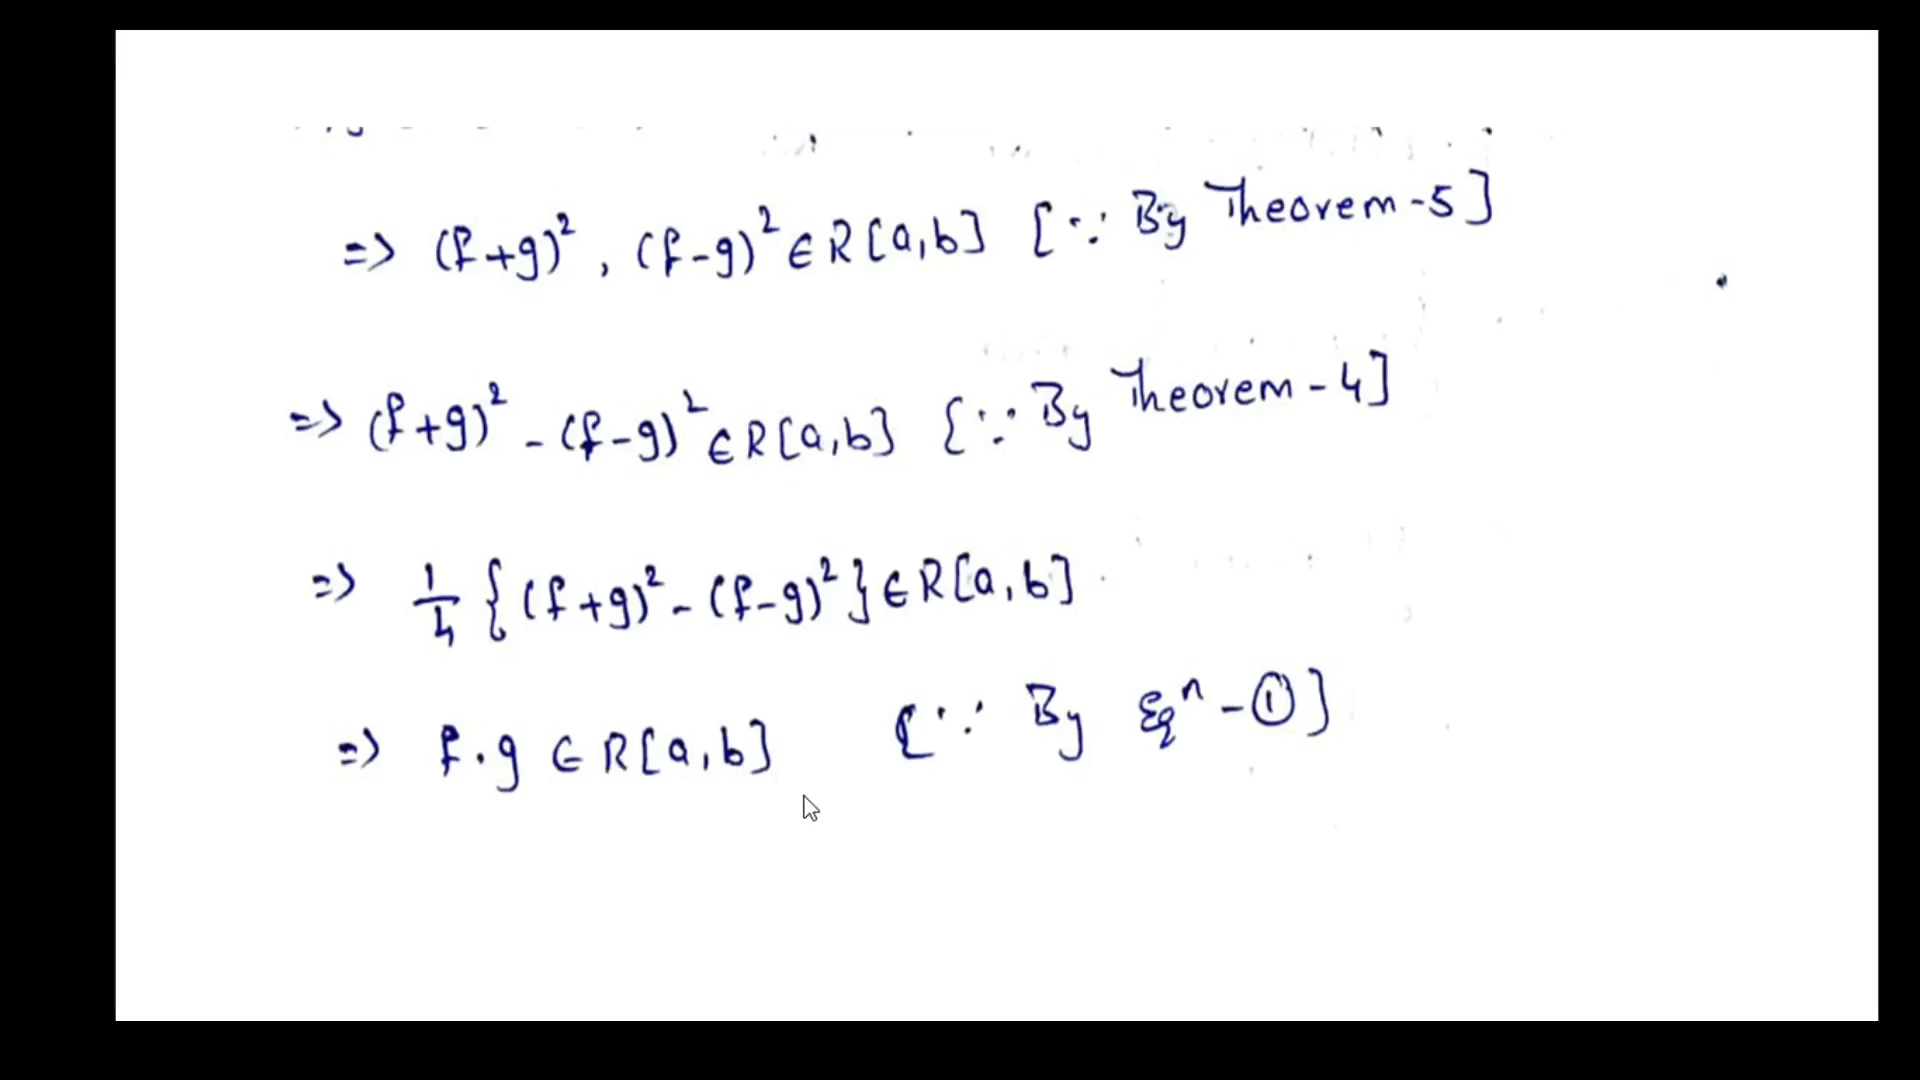 => (f+g)², (f-g)² ∈ R[a,b] [∵ By Theorem-5]
=> (f+g)² - (f-g)² ∈ R[a,b] {∵ By Theorem-4]
=> 1/4 {(f+g)² - (f-g)²} ∈ R[a,b]
=> f.g ∈ R[a,b] [∵ By Eqⁿ-①]